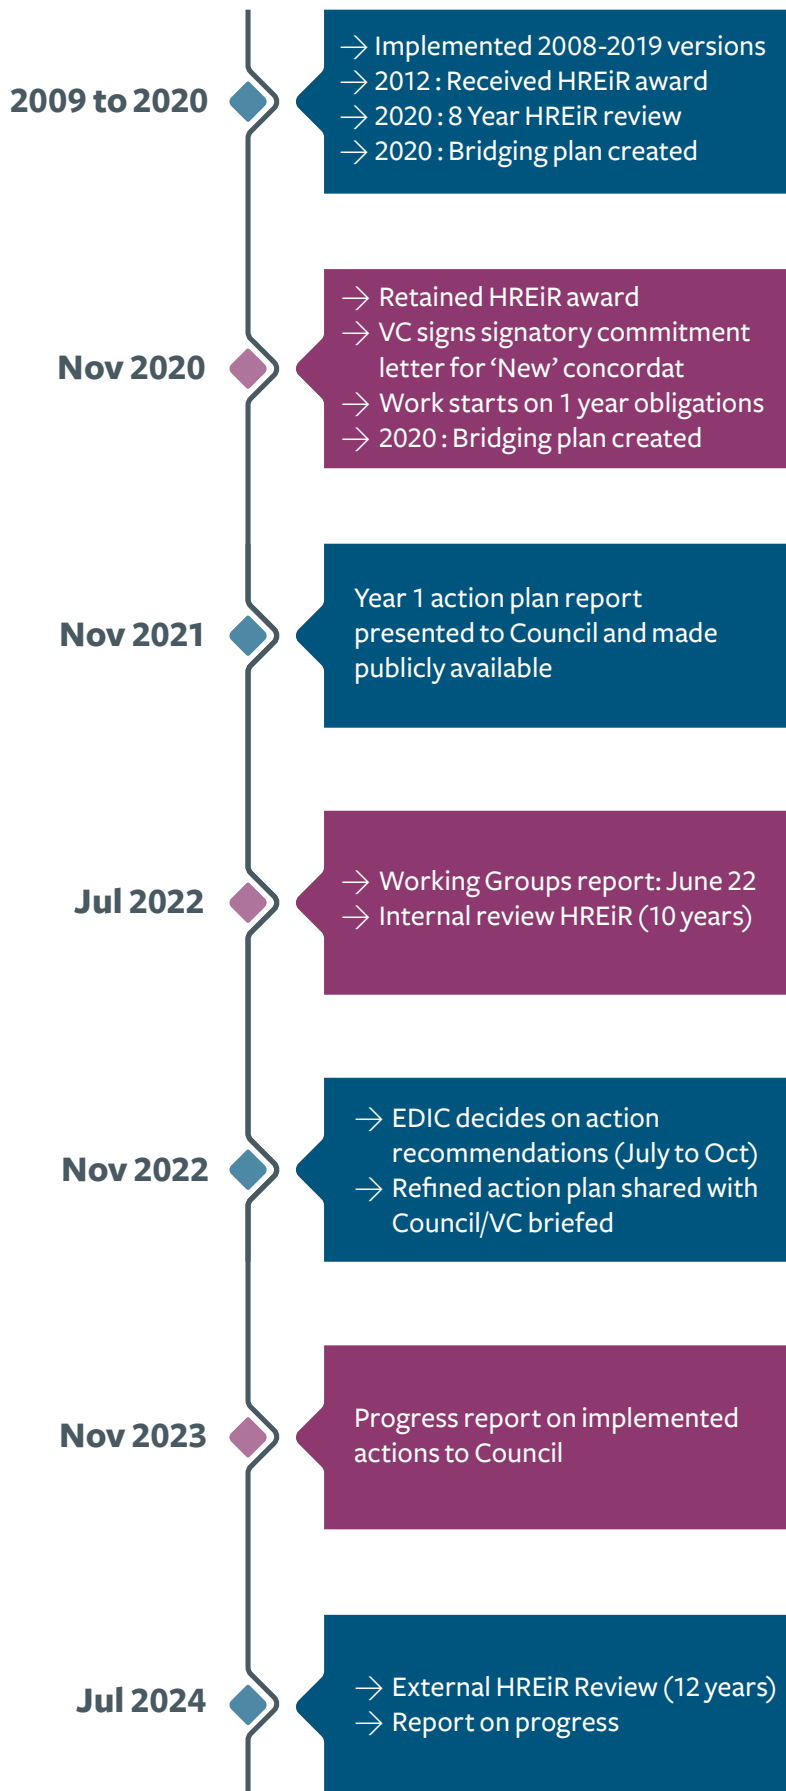 2009 to 2020
→ Implemented 2008-2019 versions
→ 2012 : Received HREiR award
→ 2020 : 8 Year HREiR review
→ 2020 : Bridging plan created
Nov 2020
→ Retained HREiR award
→ VC signs signatory commitment
letter for ‘New’ concordat
→ Work starts on 1 year obligations
→ 2020 : Bridging plan created
Nov 2021
Year 1 action plan report
presented to Council and made
publicly available
Jul 2022
→ Working Groups report: June 22
→ Internal review HREiR (10 years)
Nov 2022
→ EDIC decides on action
recommendations (July to Oct)
→ Refined action plan shared with
Council/VC briefed
Nov 2023
Progress report on implemented
actions to Council
Jul 2024
→ External HREiR Review (12 years)
→ Report on progress